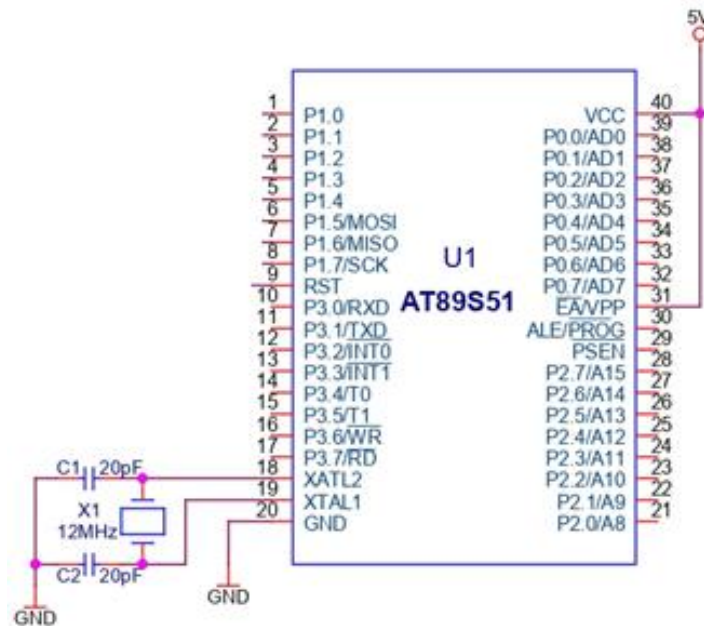 5V
1 P1.0 VCC 40
2 P1.1 P0.0/AD0 39
3 P1.2 P0.1/AD1 38
4 P1.3 P0.2/AD2 37
5 P1.4 P0.3/AD3 36
6 P1.5/MOSI P0.4/AD4 35
7 P1.6/MISO P0.5/AD5 34
8 P1.7/SCK P0.6/AD6 33
9 RST P0.7/AD7 32
10 P3.0/RXD EA/VPP 31
11 P3.1/TXD ALE/PROG 30
12 P3.2/INT0 PSEN 29
13 P3.3/INT1 P2.7/A15 28
14 P3.4/T0 P2.6/A14 27
15 P3.5/T1 P2.5/A13 26
16 P3.6/WR P2.4/A12 25
17 P3.7/RD P2.3/A11 24
18 XATL2 P2.2/A10 23
19 XTAL1 P2.1/A9 22
20 GND P2.0/A8 21
U1
AT89S51
C1 20pF
X1
12MHz
C2 20pF
GND
GND